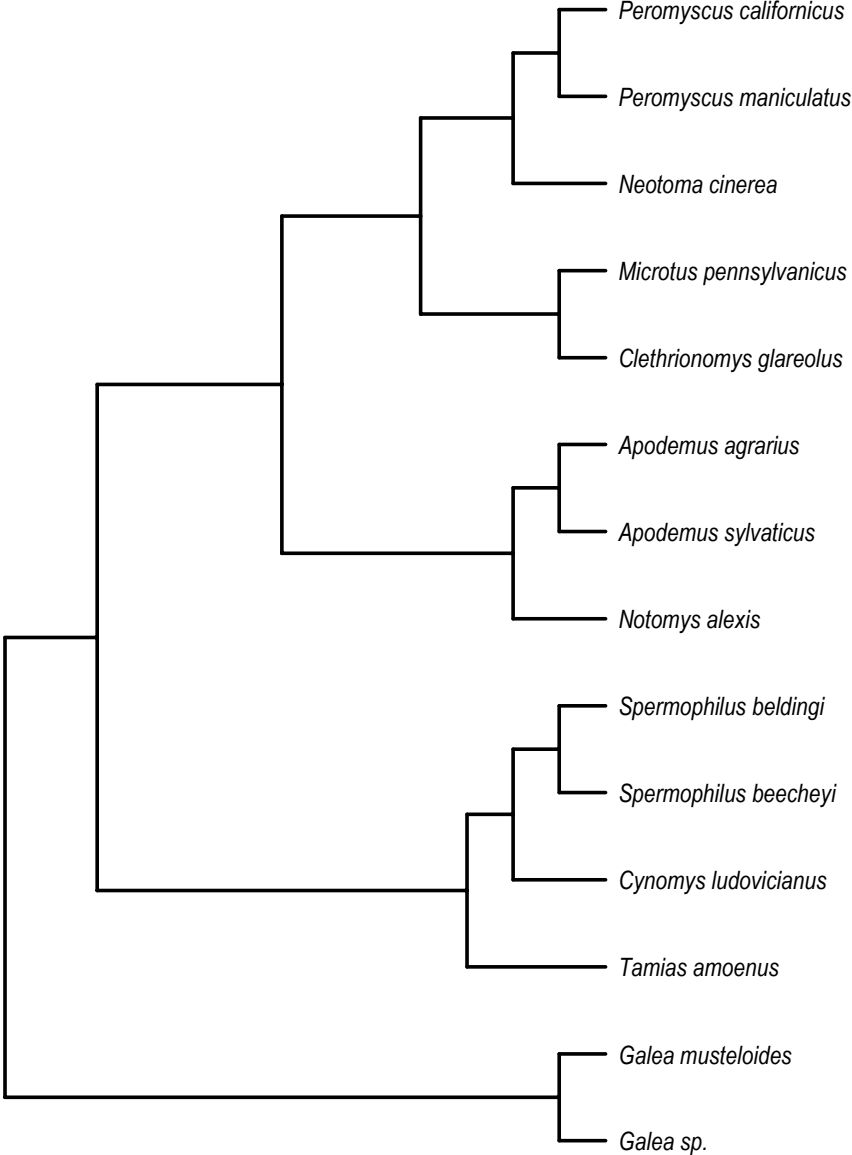 Peromyscus californicus
Peromyscus maniculatus
Neotoma cinerea
Microtus pennsylvanicus
Clethrionomys glareolus
Apodemus agrarius
Apodemus sylvaticus
Notomys alexis
Spermophilus beldingi
Spermophilus beecheyi
Cynomys ludovicianus
Tamias amoenus
Galea musteloides
Galea sp.